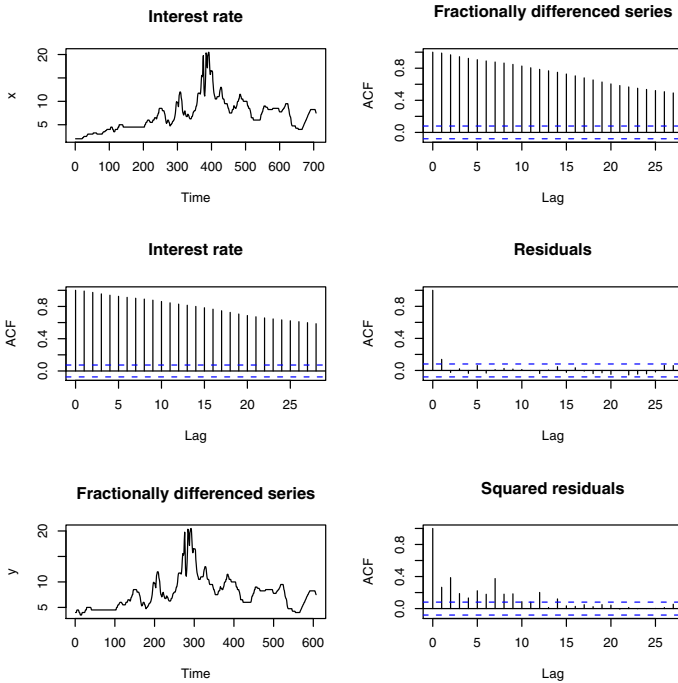 Interest rate
x
5 10 20
0 100 200 300 400 500 600 700
Time
Fractionally differenced series
ACF
0.0 0.4 0.8
0 5 10 15 20 25
Lag
Interest rate
ACF
0.0 0.4 0.8
0 5 10 15 20 25
Lag
Residuals
ACF
0.0 0.4 0.8
0 5 10 15 20 25
Lag
Fractionally differenced series
y
5 10 20
0 100 200 300 400 500 600
Time
Squared residuals
ACF
0.0 0.4 0.8
0 5 10 15 20 25
Lag